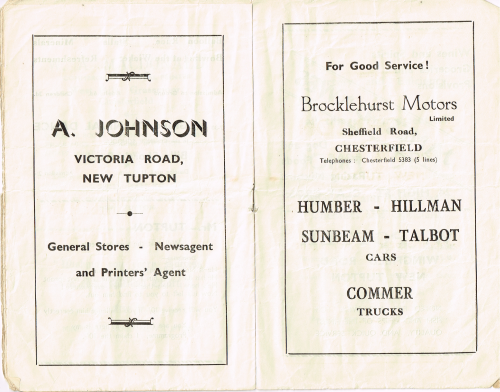 A. JOHNSON
VICTORIA ROAD,
NEW TUPTON
General Stores - Newsagent
and Printers' Agent
For Good Service!
Brocklehurst Motors
Limited
Sheffield Road,
CHESTERFIELD
Telephones: Chesterfield 5383 (5 lines)
HUMBER - HILLMAN
SUNBEAM - TALBOT
CARS
COMMER
TRUCKS